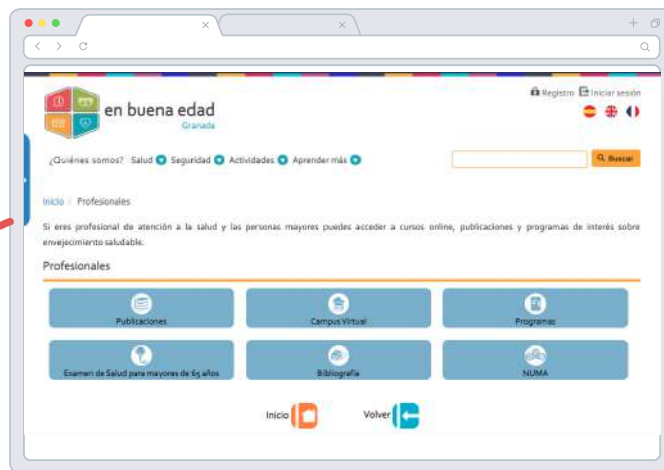 Registro Iniciar sesión
en buena edad
Granada
¿Quiénes somos? Salud Seguridad Actividades Aprender más
Buscar
Inicio / Profesionales
Si eres profesional de atención a la salud y las personas mayores puedes acceder a cursos online, publicaciones y programas de interés sobre
envejecimiento saludable.
Profesionales
Publicaciones Campus Virtual Programas
Examen de Salud para mayores de 65 años Bibliografía NUMA
Inicio Volver